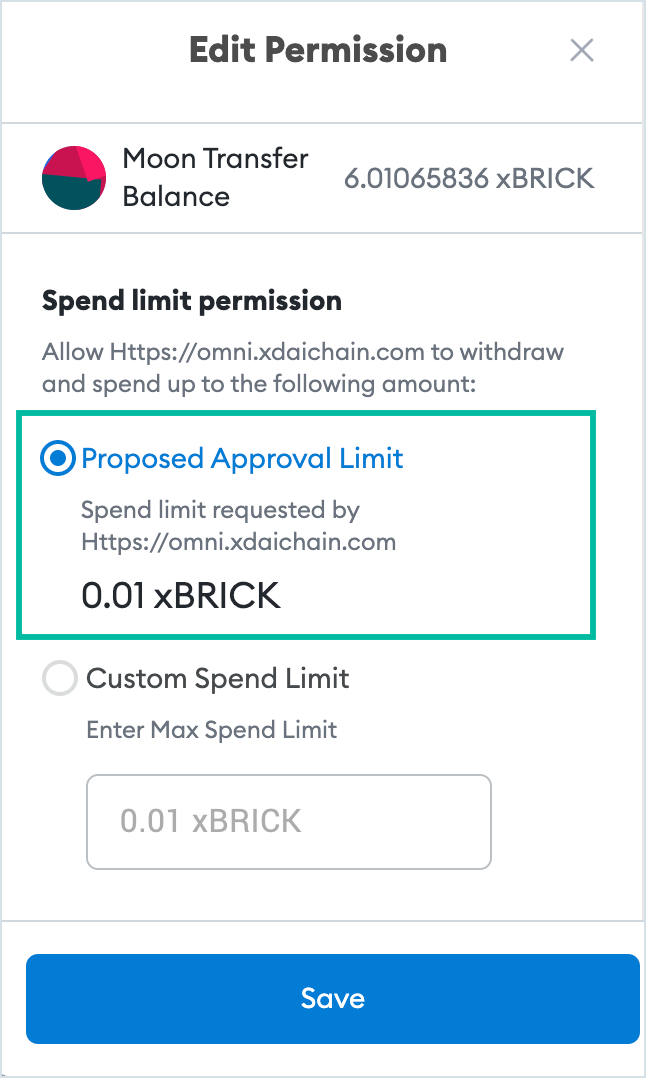 Edit Permission
Moon Transfer
Balance
6.01065836 xBRICK
Spend limit permission
Allow Https://omni.xdaichain.com to withdraw
and spend up to the following amount:
Proposed Approval Limit
Spend limit requested by
Https://omni.xdaichain.com
0.01 xBRICK
Custom Spend Limit
Enter Max Spend Limit
0.01 xBRICK
Save